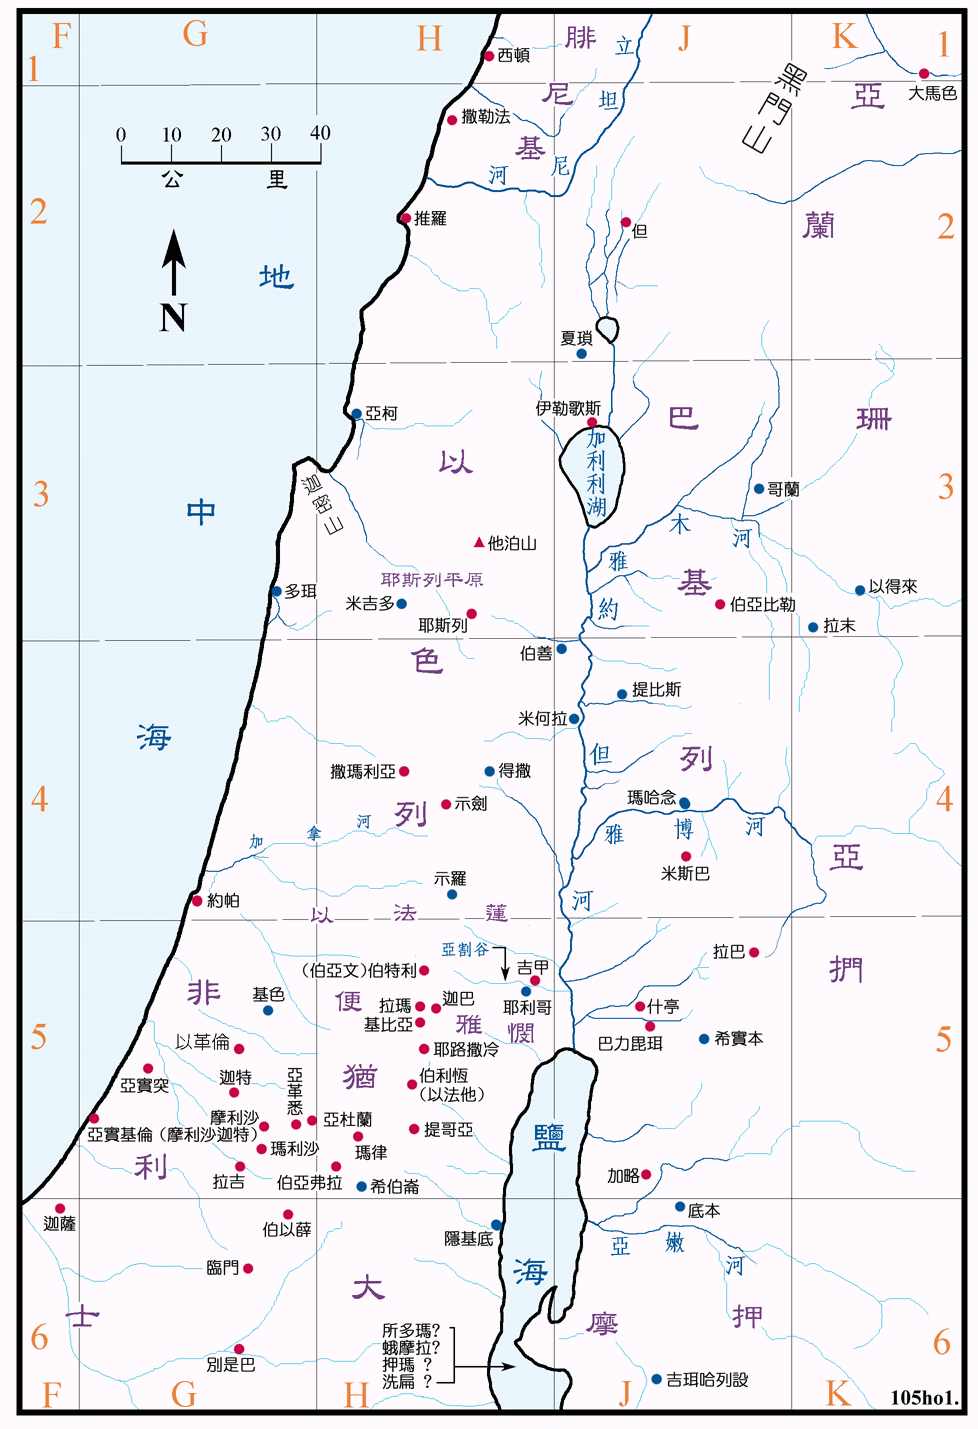 F G H J K
1 1
腓尼基
立坦尼河
西頓
黑門山
大馬色
亞蘭
撒勒法
0 10 20 30 40
公里
2 2
推羅
但
地中海
N
夏瑣
伊勒歌斯
亞柯
加利利湖
巴珊
以色列
迦密山
3 3
哥蘭
他泊山
雅木河
耶斯列平原
多珥
米吉多
耶斯列
基列
伯亞比勒
以得來
拉末
伯善
約但河
提比斯
米何拉
撒瑪利亞
得撒
4 4
示劍
瑪哈念
加拿河
雅博河
米斯巴
亞捫
示羅
約帕
以法蓮
亞割谷
吉甲
拉巴
(伯亞文)伯特利
非利士
基色
便雅憫
拉瑪
迦巴
基比亞
耶利哥
什亭
巴力毘珥
希實本
5 5
以革倫
耶路撒冷
亞實突
迦特
亞革悉
猶大
伯利恆
(以法他)
摩利沙
亞杜蘭
提哥亞
亞實基倫
(摩利沙迦特)
瑪利沙
瑪律
鹽海
拉吉
伯亞弗拉
希伯崙
加略
底本
迦薩
伯以薛
隱基底
亞嫩河
臨門
摩押
所多瑪?
蛾摩拉?
押瑪 ?
洗扁 ?
6 6
別是巴
吉珥哈列設
F G H J K
105ho1.